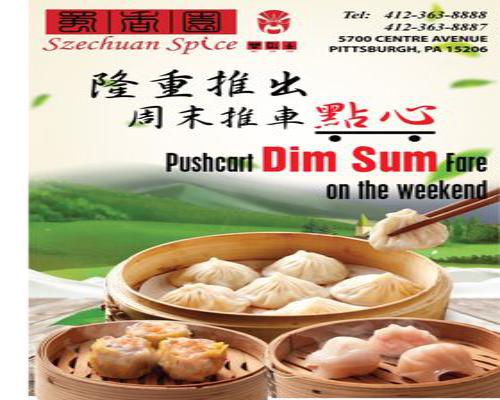 蜀香園
Szechuan Spice
Tel: 412-363-8888
412-363-8887
5700 CENTRE AVENUE
PITTSBURGH, PA 15206
隆重推出
周末推車點心
Pushcart Dim Sum Fare
on the weekend